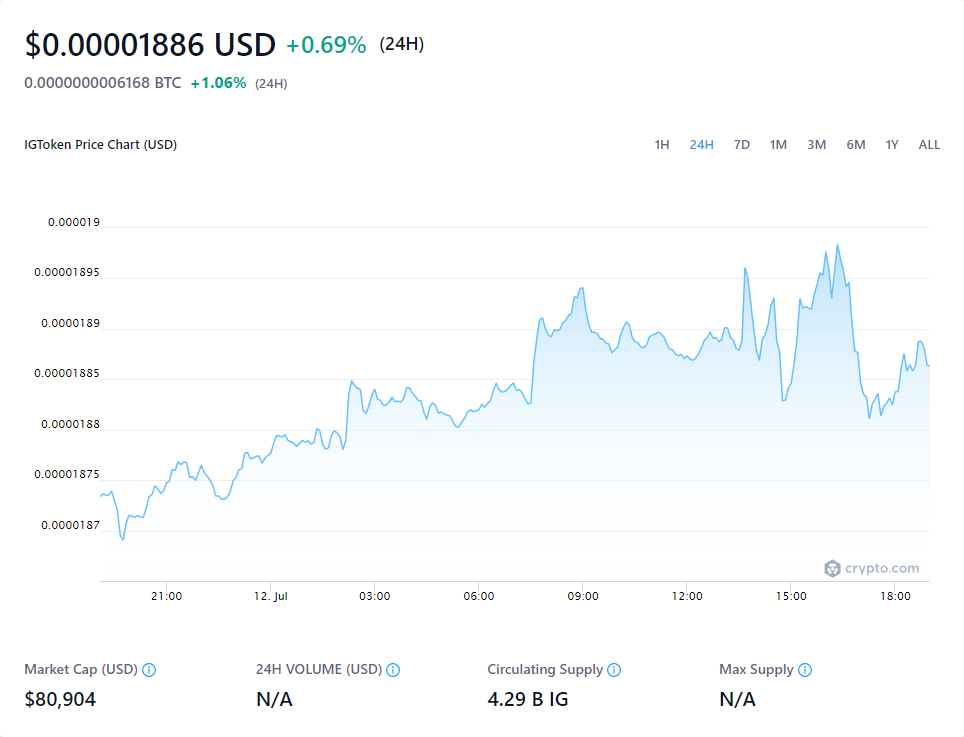 $0.00001886 USD +0.69% (24H)
0.0000000006168 BTC +1.06% (24H)
IGToken Price Chart (USD) 1H 24H 7D 1M 3M 6M 1Y ALL
0.000019
0.00001895
0.0000189
0.00001885
0.0000188
0.00001875
0.0000187
crypto.com
21:00 12. Jul 03:00 06:00 09:00 12:00 15:00 18:00
Market Cap (USD) 24H VOLUME (USD) Circulating Supply Max Supply
$80,904 N/A 4.29 B IG N/A